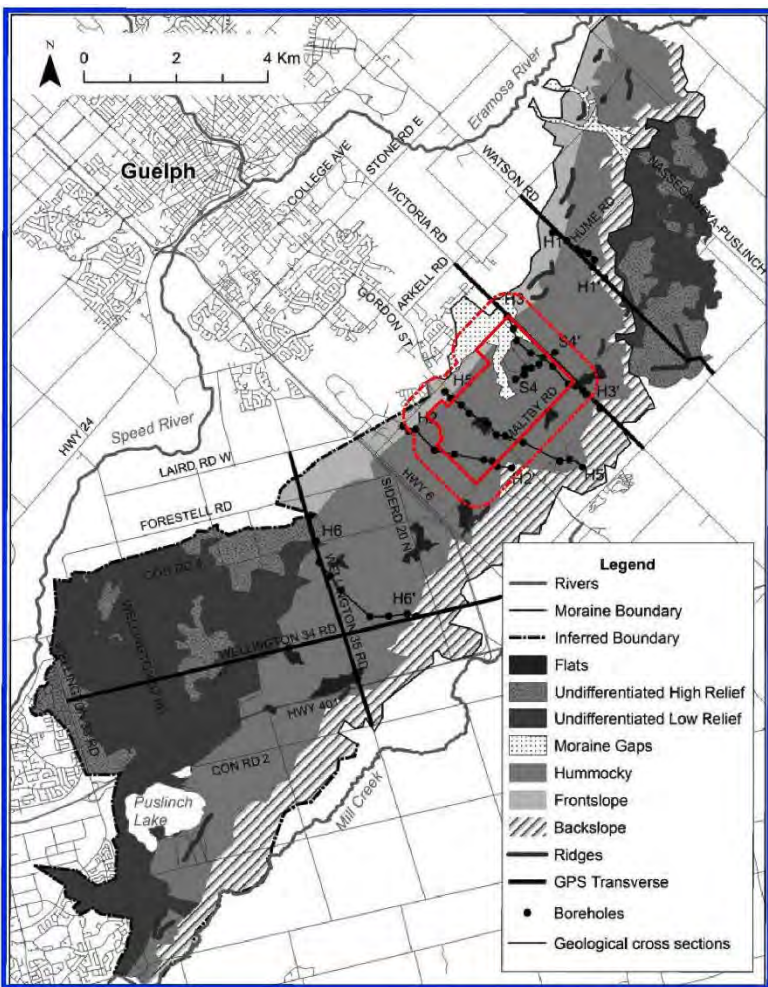 N
0 2 4 Km
Eramosa River
Guelph
COLLEGE AVE
STONE RD E
VICTORIA RD
WATSON RD
NASSEGAWEYA-PUSLINCH
HUME RD
H1
H1'
ARKELL RD
GORDON ST
H3
S4'
S4
H3'
H5
MALTBY RD
H2
H2'
H5'
HWY 24
Speed River
LAIRD RD W
HWY 6
FORESTELL RD
SIDERD 20 N
H6
CON RD 4
H6'
WELLINGTON 35 RD
WELLINGTON 34 RD
HWY 401
CON RD 2
Puslinch
Lake
Mill Creek
Legend
Rivers
Moraine Boundary
Inferred Boundary
Flats
Undifferentiated High Relief
Undifferentiated Low Relief
Moraine Gaps
Hummocky
Frontslope
Backslope
Ridges
GPS Transverse
Boreholes
Geological cross sections